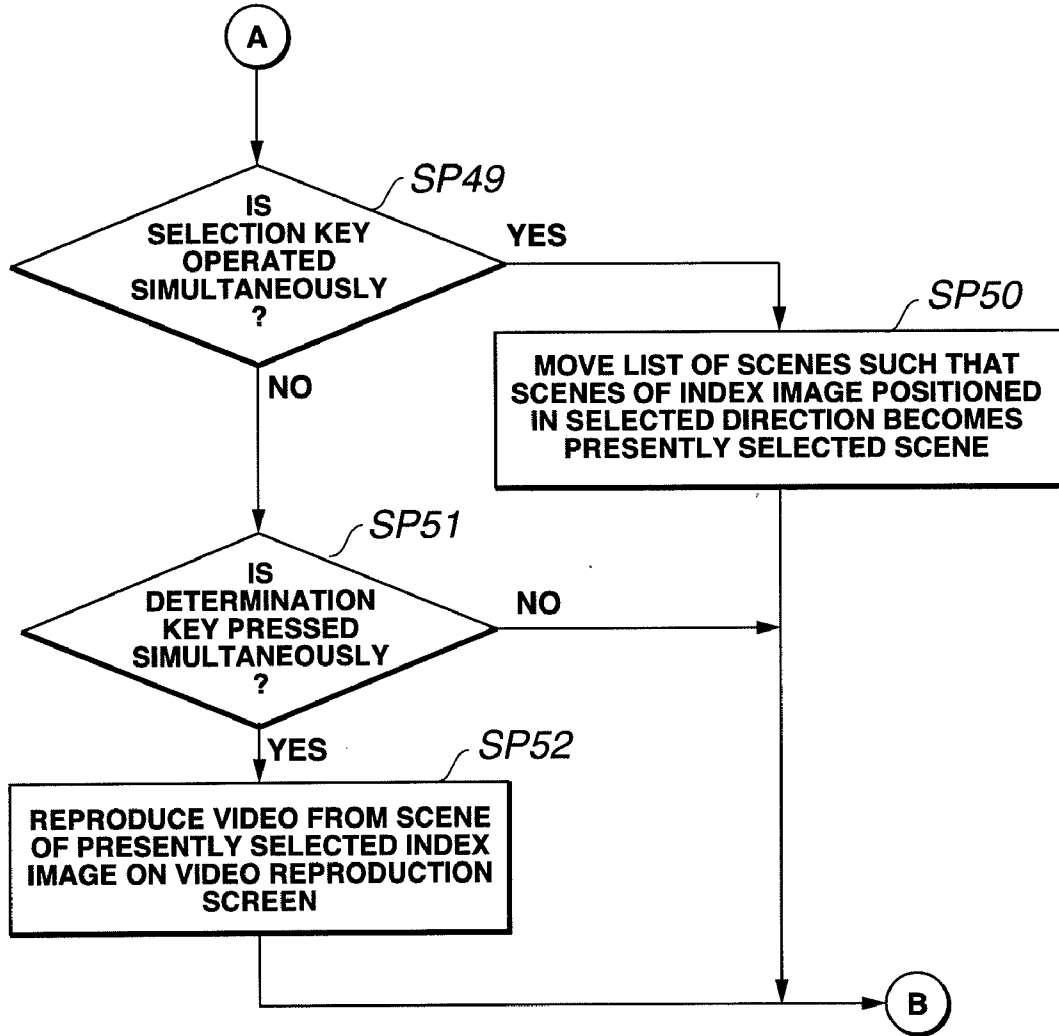 A
SP49
IS
SELECTION KEY
OPERATED
SIMULTANEOUSLY
?
YES
NO
SP50
MOVE LIST OF SCENES SUCH THAT
SCENES OF INDEX IMAGE POSITIONED
IN SELECTED DIRECTION BECOMES
PRESENTLY SELECTED SCENE
SP51
IS
DETERMINATION
KEY PRESSED
SIMULTANEOUSLY
?
NO
YES
SP52
REPRODUCE VIDEO FROM SCENE
OF PRESENTLY SELECTED INDEX
IMAGE ON VIDEO REPRODUCTION
SCREEN
B